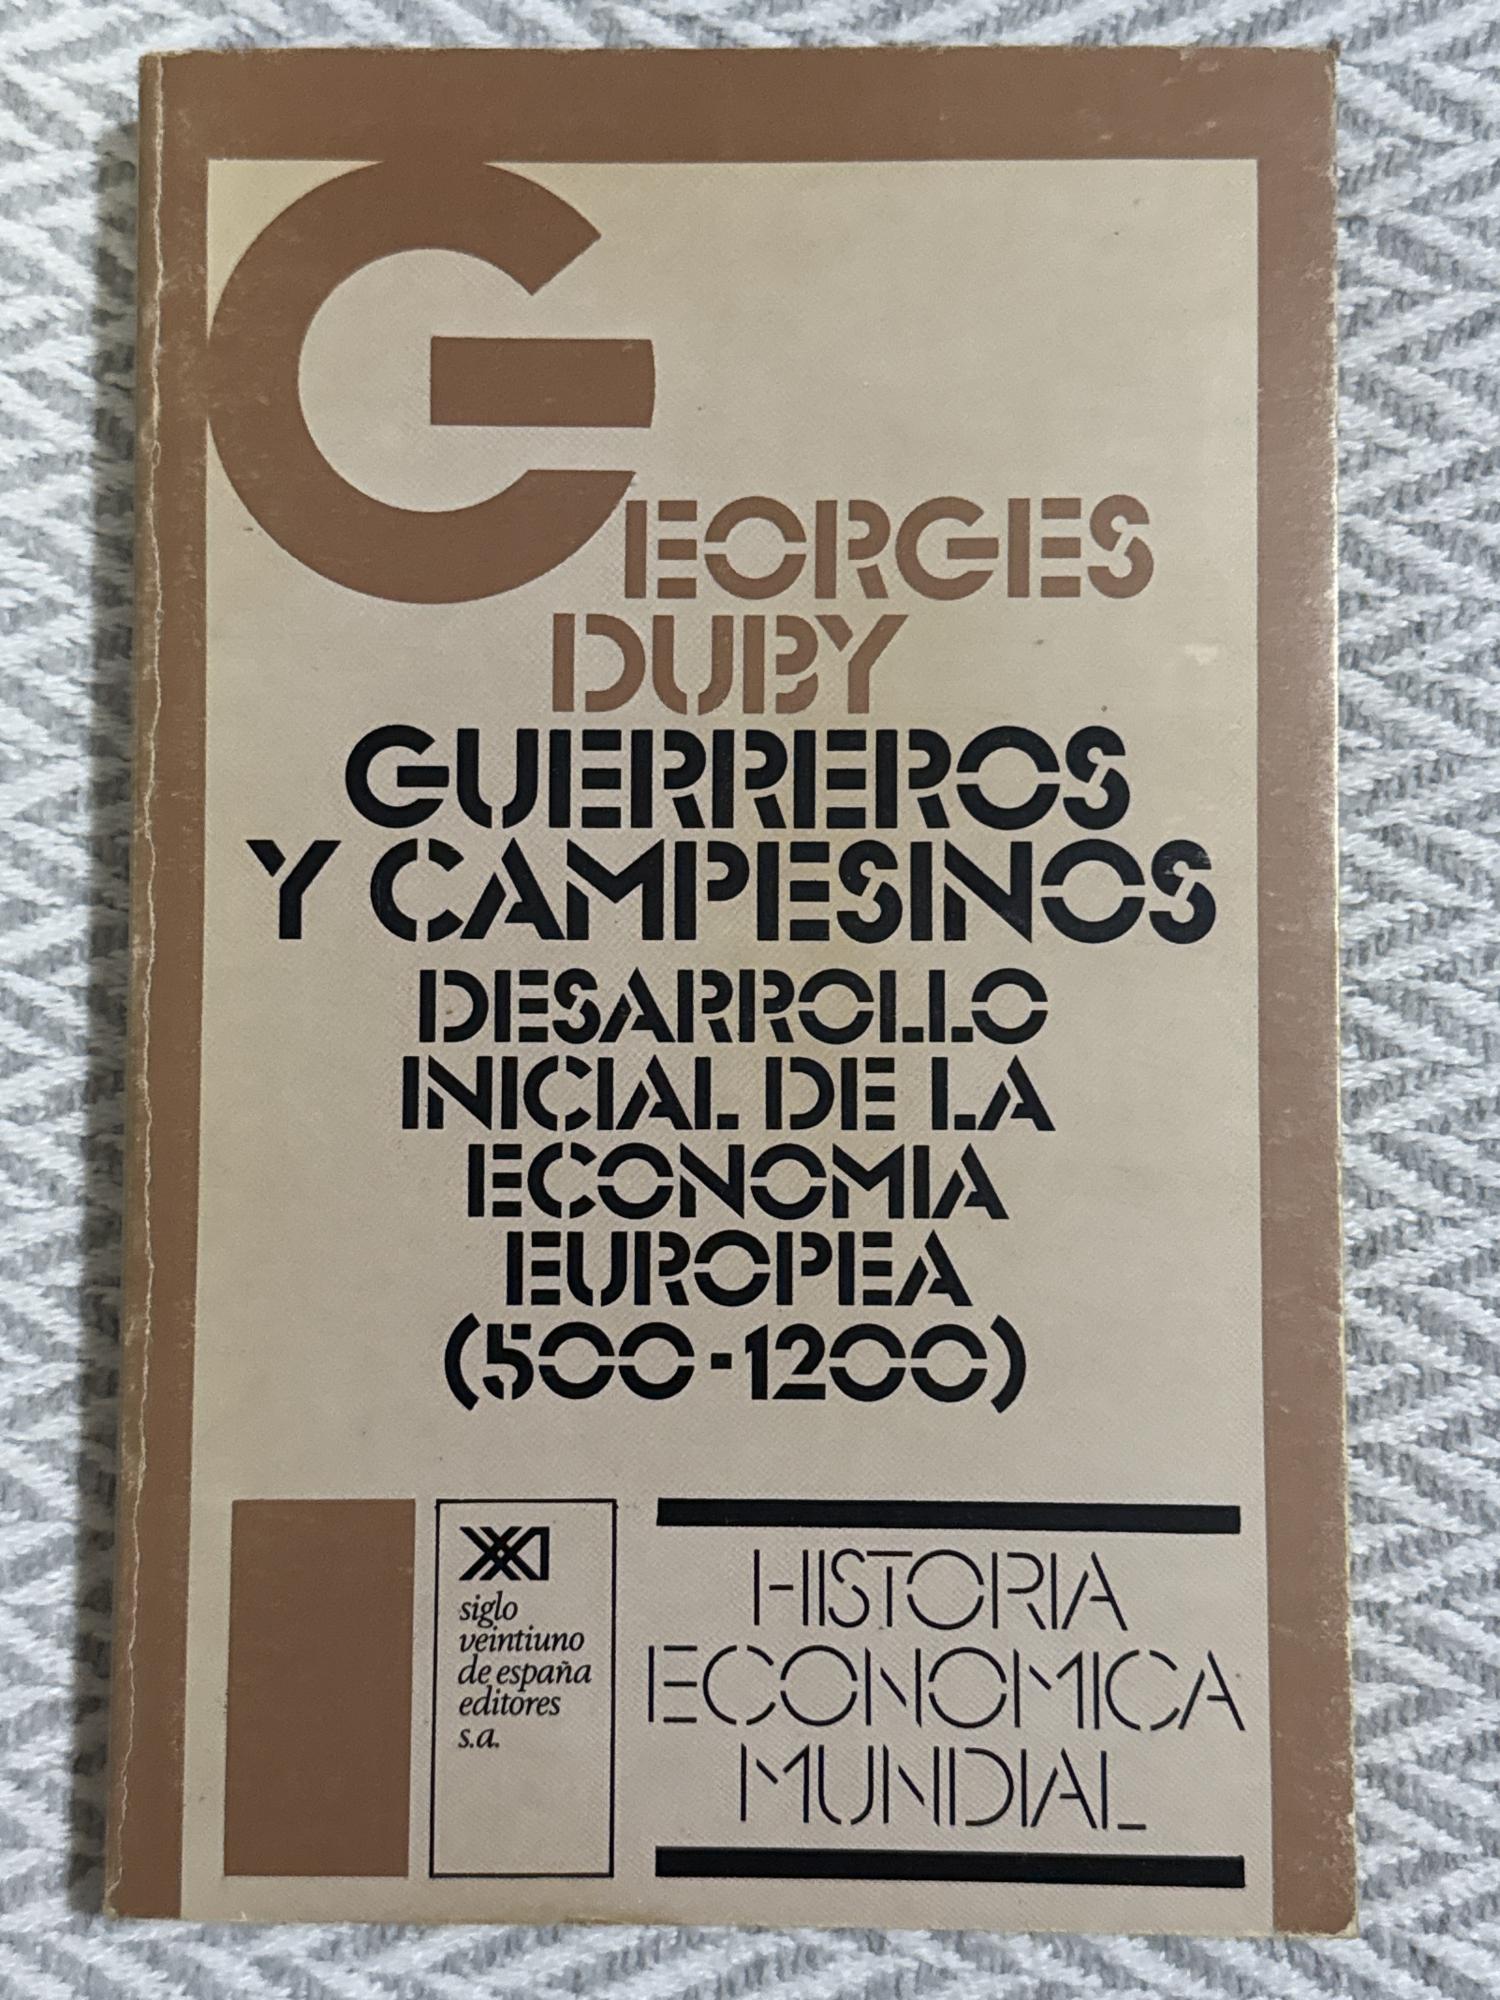 GEORGES
DUBY
GUERREROS
Y CAMPESINOS
DESARROLLO
INICIAL DE LA
ECONOMIA
EUROPEA
(500-1200)
XXI
siglo
veintiuno
de españa
editores
s.a.
HISTORIA
ECONOMICA
MUNDIAL